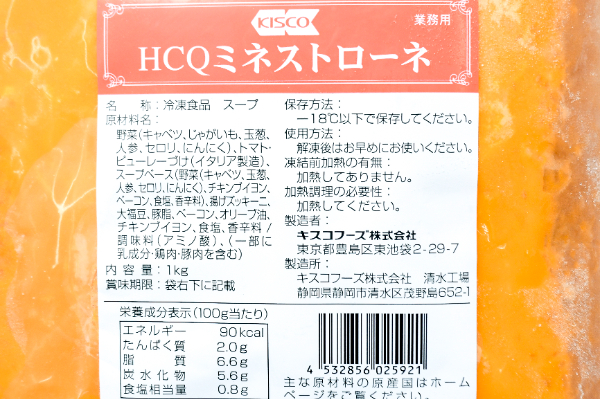 KISCO
業務用
HCQミネストローネ
名　　称：冷凍食品　スープ
原材料名：
野菜（キャベツ、じゃがいも、玉葱、
人参、セロリ、にんにく）、トマト・
ピューレーづけ（イタリア製造）、
スープベース（野菜（キャベツ、玉葱、
人参、セロリ、にんにく）、チキンブイヨン、
ベーコン、食塩、香辛料）、揚げズッキーニ、
大福豆、豚脂、ベーコン、オリーブ油、
チキンブイヨン、食塩、香辛料／
調味料（アミノ酸）、（一部に
乳成分・鶏肉・豚肉を含む）
内 容 量：1kg
賞味期限：袋右下に記載
保存方法：
－18℃以下で保存してください。
使用方法：
解凍後はお早めにお使いください。
凍結前加熱の有無：
加熱してありません。
加熱調理の必要性：
加熱してください。
製造者：
キスコフーズ株式会社
東京都豊島区東池袋2-29-7
製造所：
キスコフーズ株式会社　清水工場
静岡県静岡市清水区茂野島652-1
栄養成分表示（100g当たり）
エネルギー　90kcal
たんぱく質　2.0g
脂　　質　6.6g
炭水化物　5.6g
食塩相当量　0.8g
4 532856 025921
主な原材料の原産国はホーム
ページをご覧ください。